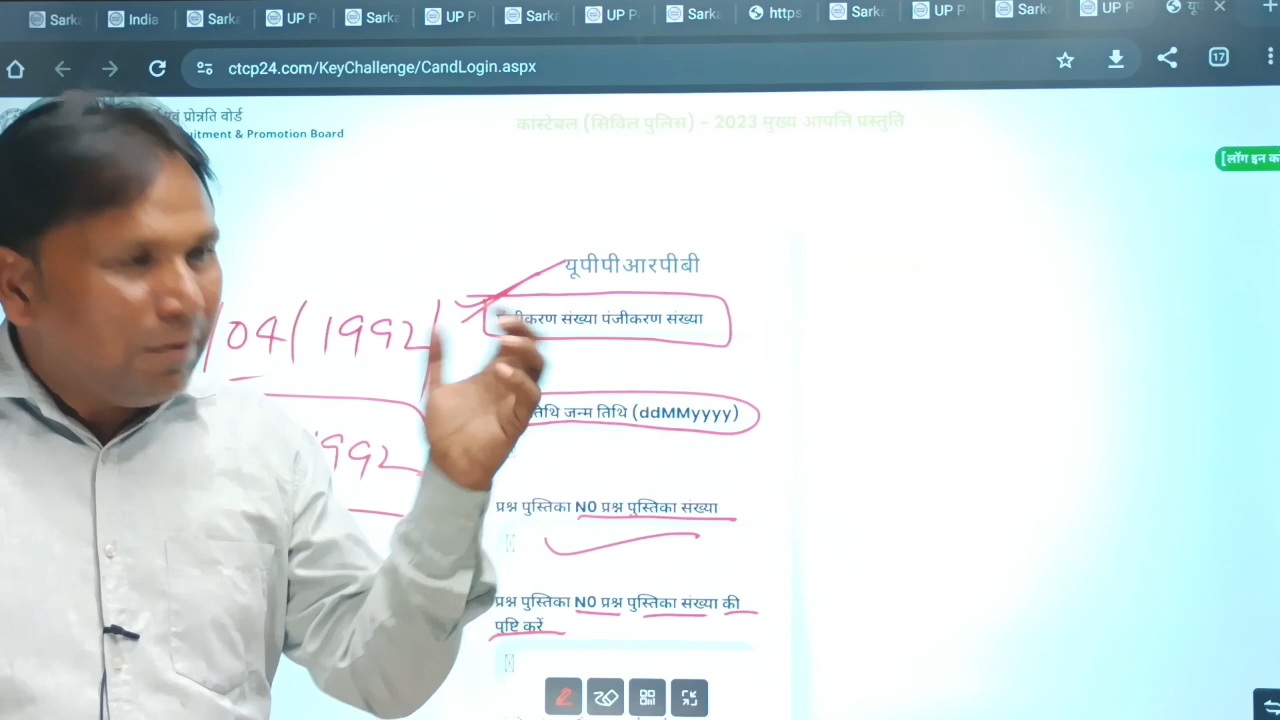 Sark India Sark UP P Sark UP P Sark UP P Sark https Sark UP P Sark UP P यू
ctcp24.com/KeyChallenge/CandLogin.aspx 17
एवं प्रोन्नति वोर्ड
uitment & Promotion Board
कांस्टेबल (सिविल पुलिस) - 2023 मुख्य आपत्ति प्रस्तुति
[लॉग इन क
यूपीपीआरपीबी
/04/1992
करण संख्या पंजीकरण संख्या
तिथि जन्म तिथि (ddMMyyyy)
992
प्रश्न पुस्तिका N0 प्रश्न पुस्तिका संख्या
प्रश्न पुस्तिका N0 प्रश्न पुस्तिका संख्या की
पुष्टि करें